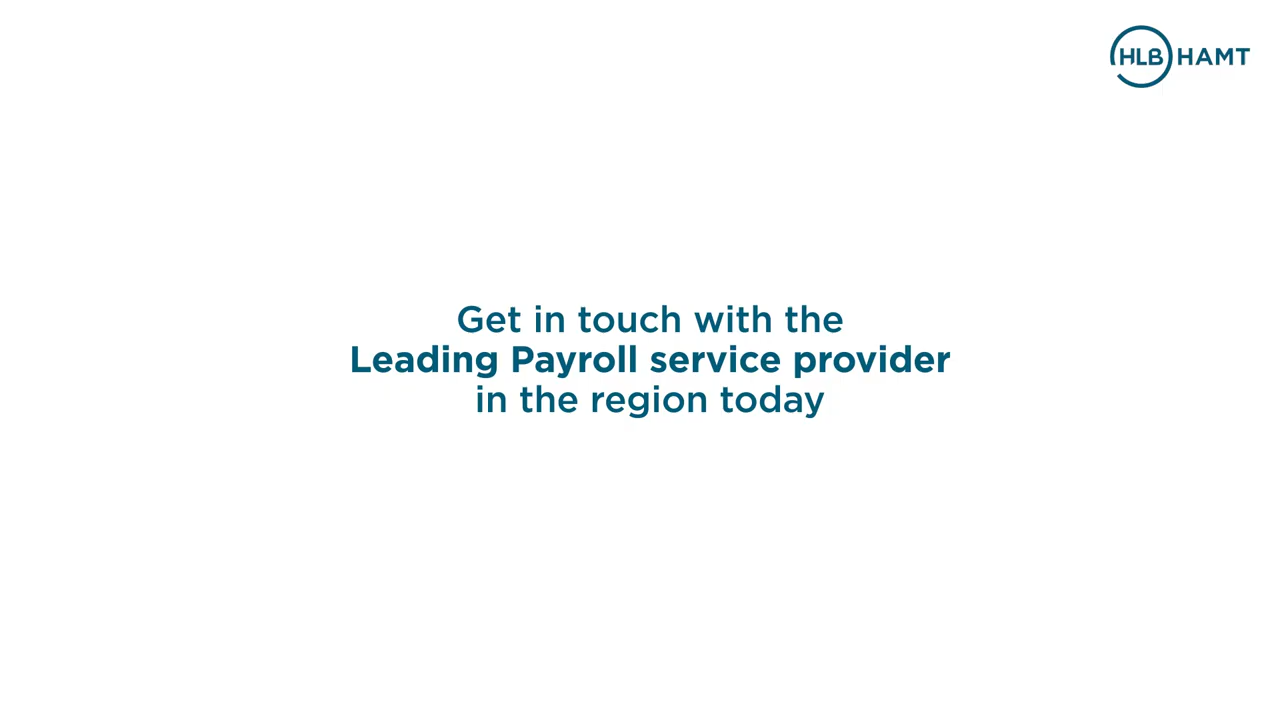 HLB HAMT
Get in touch with the
Leading Payroll service provider
in the region today